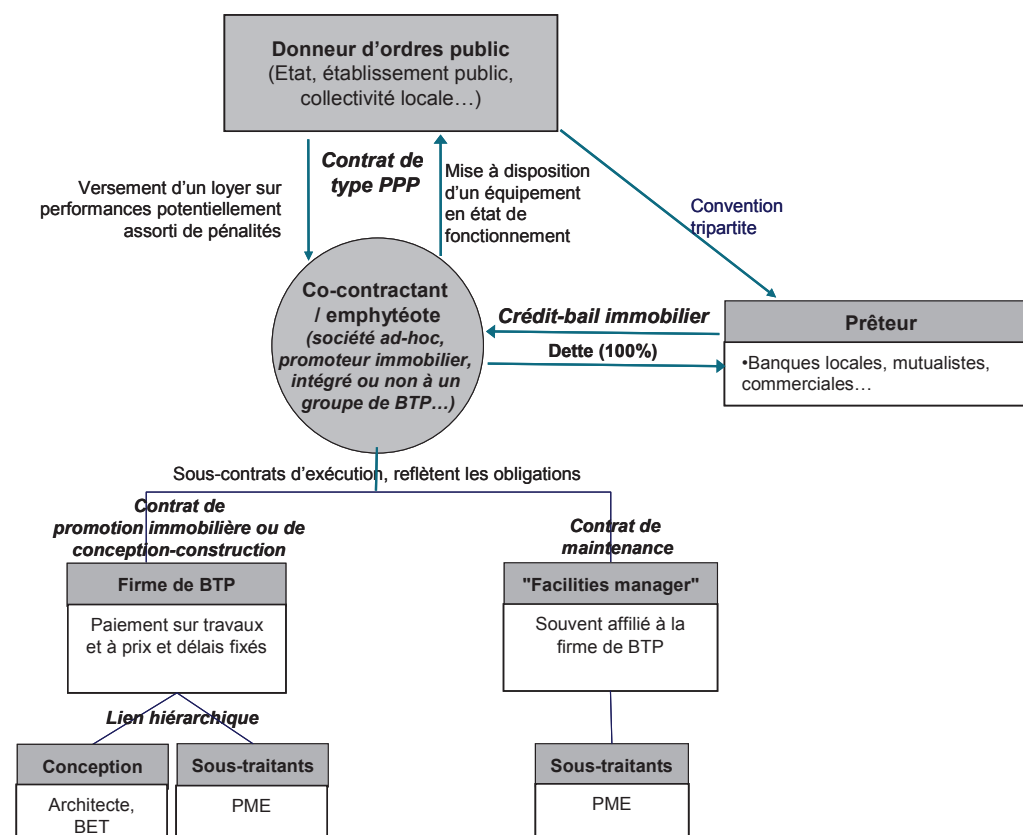 Donneur d'ordres public
(Etat, établissement public,
collectivité locale…)
Versement d'un loyer sur
performances potentiellement
assorti de pénalités
Contrat de
type PPP
Mise à disposition
d'un équipement
en état de
fonctionnement
Convention
tripartite
Co-contractant
/ emphytéote
(société ad-hoc,
promoteur immobilier,
intégré ou non à un
groupe de BTP…)
Crédit-bail immobilier
Dette (100%)
Prêteur
•Banques locales, mutualistes,
commerciales…
Sous-contrats d'exécution, reflètent les obligations
Contrat de
promotion immobilière ou de
conception-construction
Contrat de
maintenance
Firme de BTP
Paiement sur travaux
et à prix et délais fixés
"Facilities manager"
Souvent affilié à la
firme de BTP
Lien hiérarchique
Conception
Architecte,
BET
Sous-traitants
PME
Sous-traitants
PME